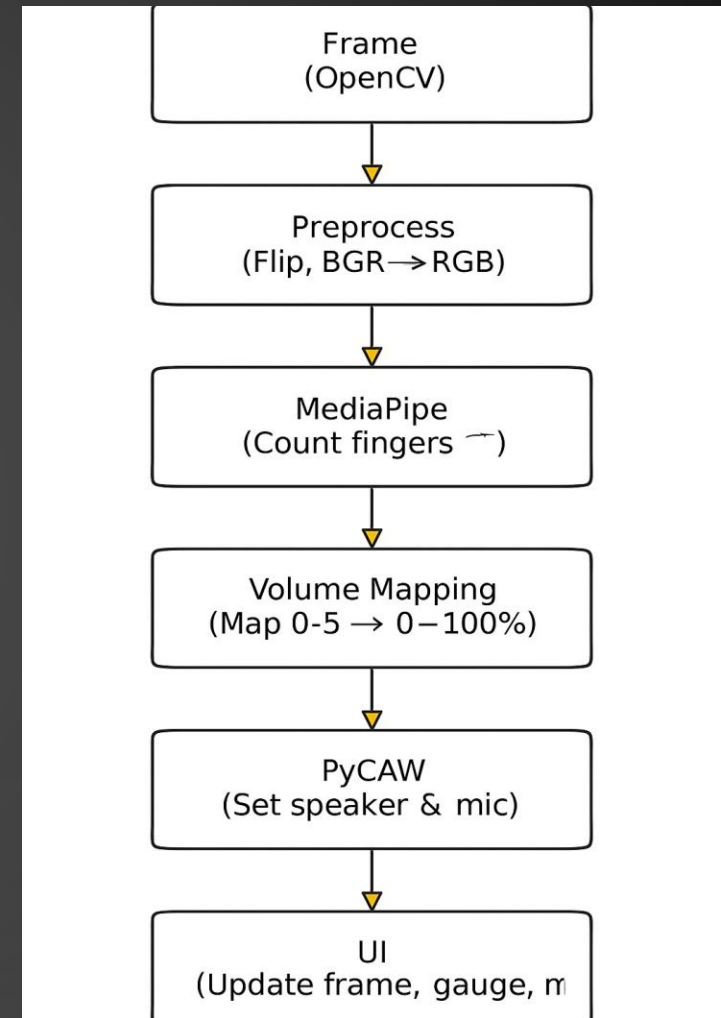 Frame
(OpenCV)
Preprocess
(Flip, BGR→RGB)
MediaPipe
(Count fingers )
Volume Mapping
(Map 0-5 → 0−100%)
PyCAW
(Set speaker & mic)
UI
(Update frame, gauge,